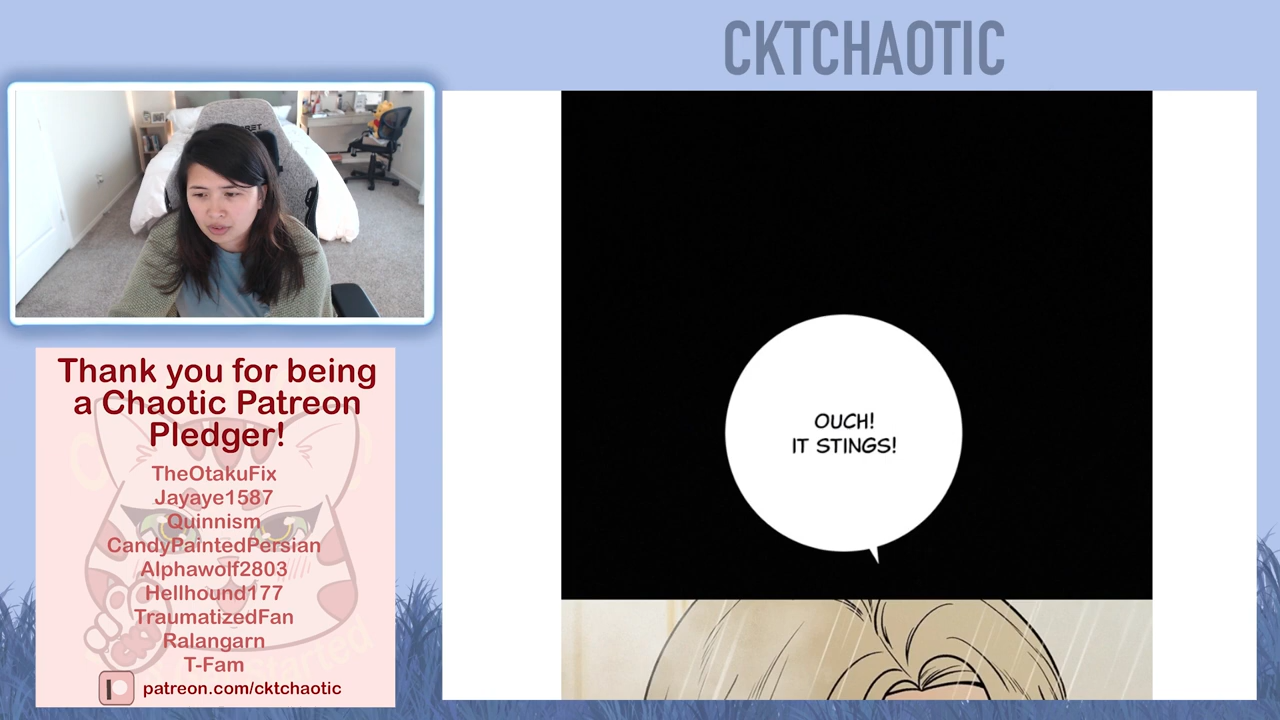 CKTCHAOTIC
Thank you for being
a Chaotic Patreon
Pledger!
TheOtakuFix
Jayaye1587
Quinnism
CandyPaintedPersian
Alphawolf2803
Hellhound177
TraumatizedFan
Ralangarn
T-Fam
patreon.com/cktchaotic
OUCH!
IT STINGS!